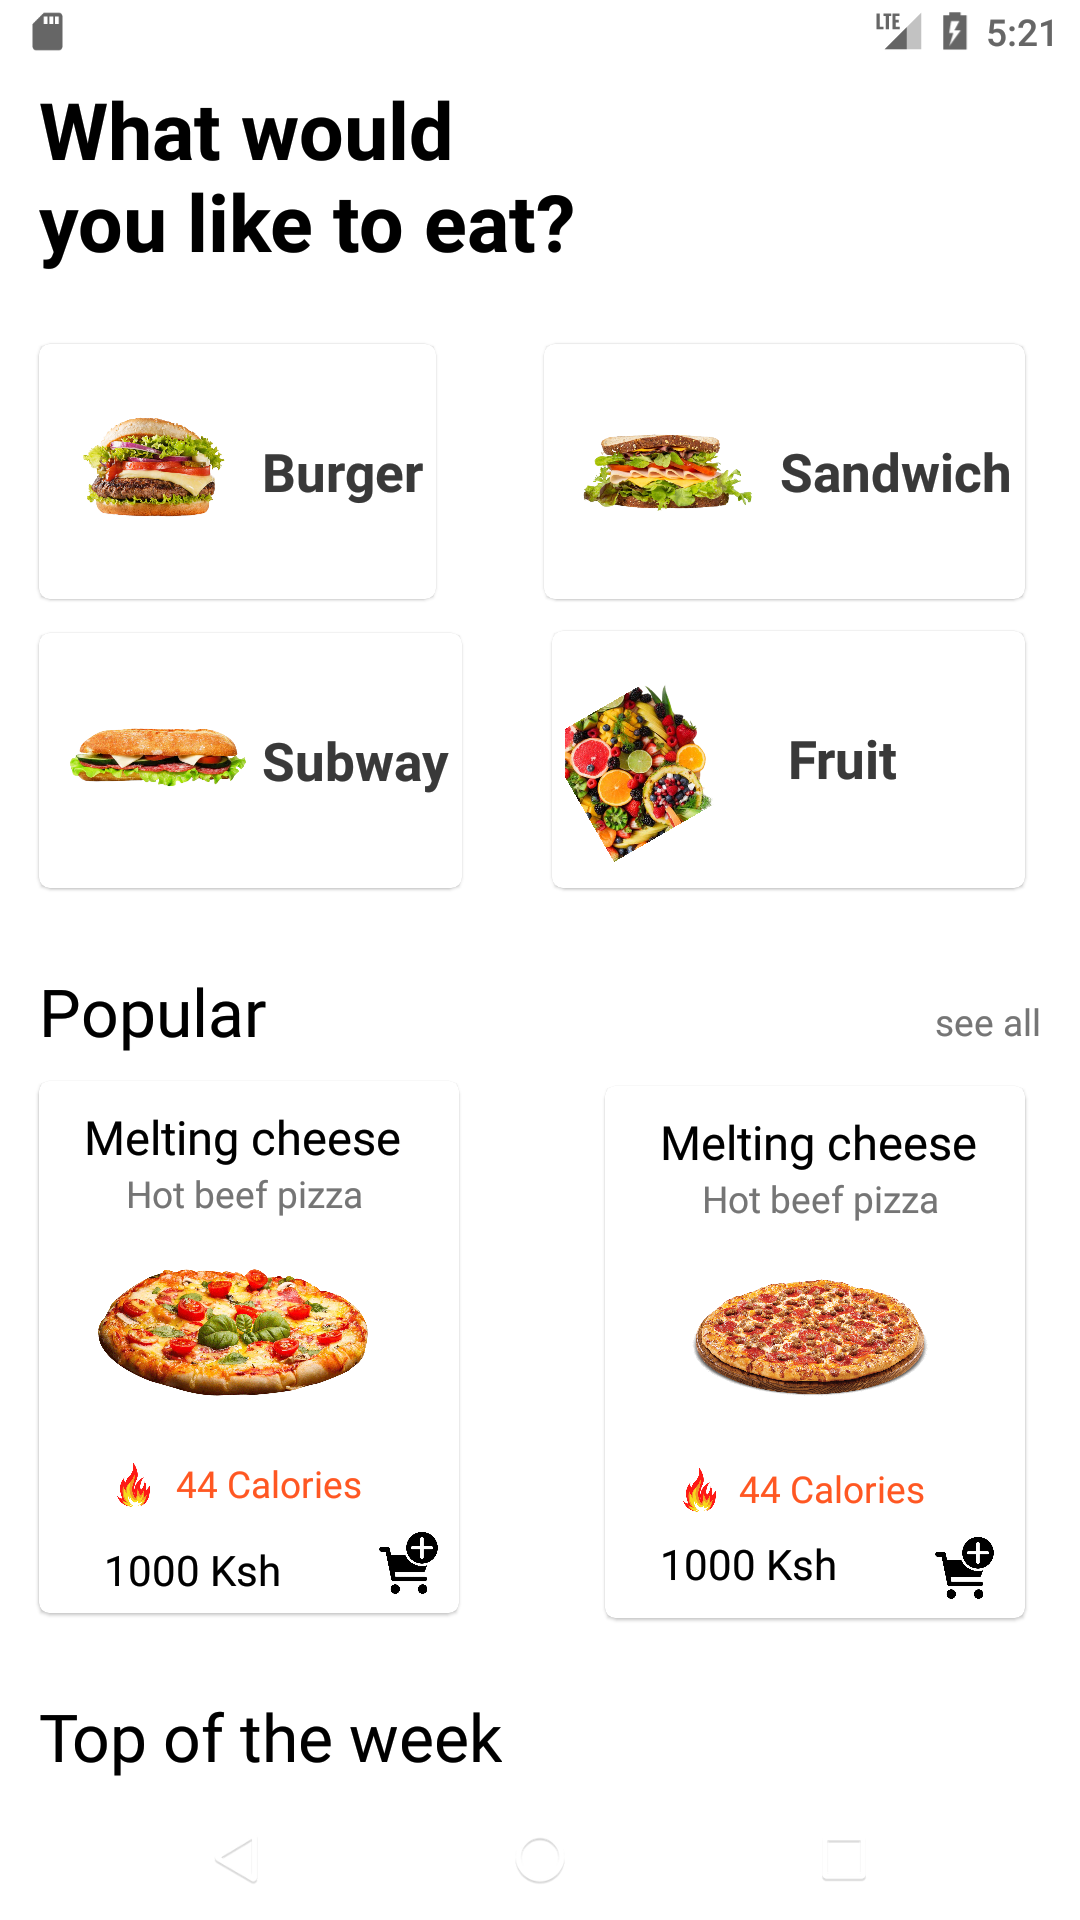 LTE 5:21
What would
you like to eat?
Burger
Sandwich
Subway
Fruit
Popular
see all
Melting cheese
Hot beef pizza
44 Calories
1000 Ksh
Melting cheese
Hot beef pizza
44 Calories
1000 Ksh
Top of the week